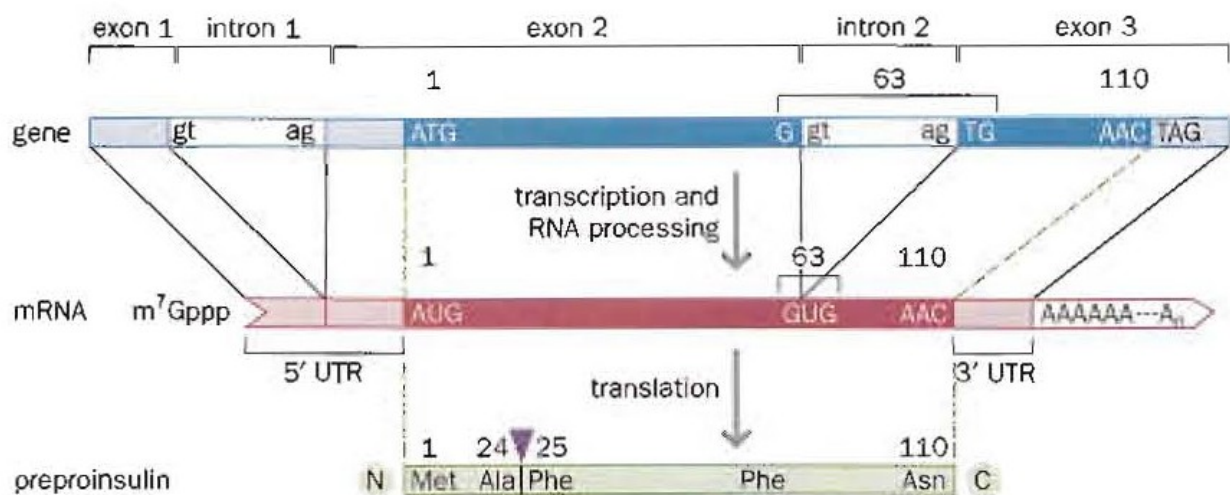 exon 1 intron 1 exon 2 intron 2 exon 3
1 63 110
gene gt ag ATG G gt ag TG AAC TAG
transcription and
RNA processing
1 63 110
mRNA m⁷Gppp AUG GUG AAC AAAAAA---Aₙ
5′ UTR 3′ UTR
translation
1 24 25 110
preproinsulin N Met Ala Phe Phe Asn C